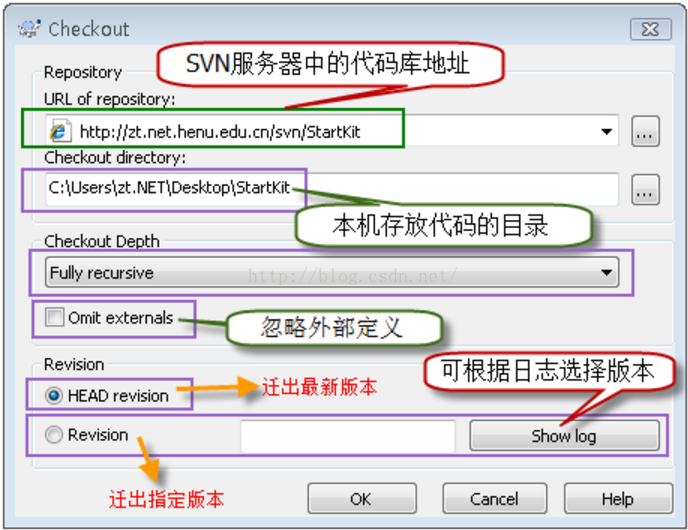 Checkout
Repository
SVN服务器中的代码库地址
URL of repository:
http://zt.net.henu.edu.cn/svn/StartKit
...
Checkout directory:
C:\Users\zt.NET\Desktop\StartKit
...
本机存放代码的目录
Checkout Depth
Fully recursive
http://blog.csdn.net/
Omit externals
忽略外部定义
Revision
可根据日志选择版本
HEAD revision
迁出最新版本
Revision
Show log
迁出指定版本
OK
Cancel
Help